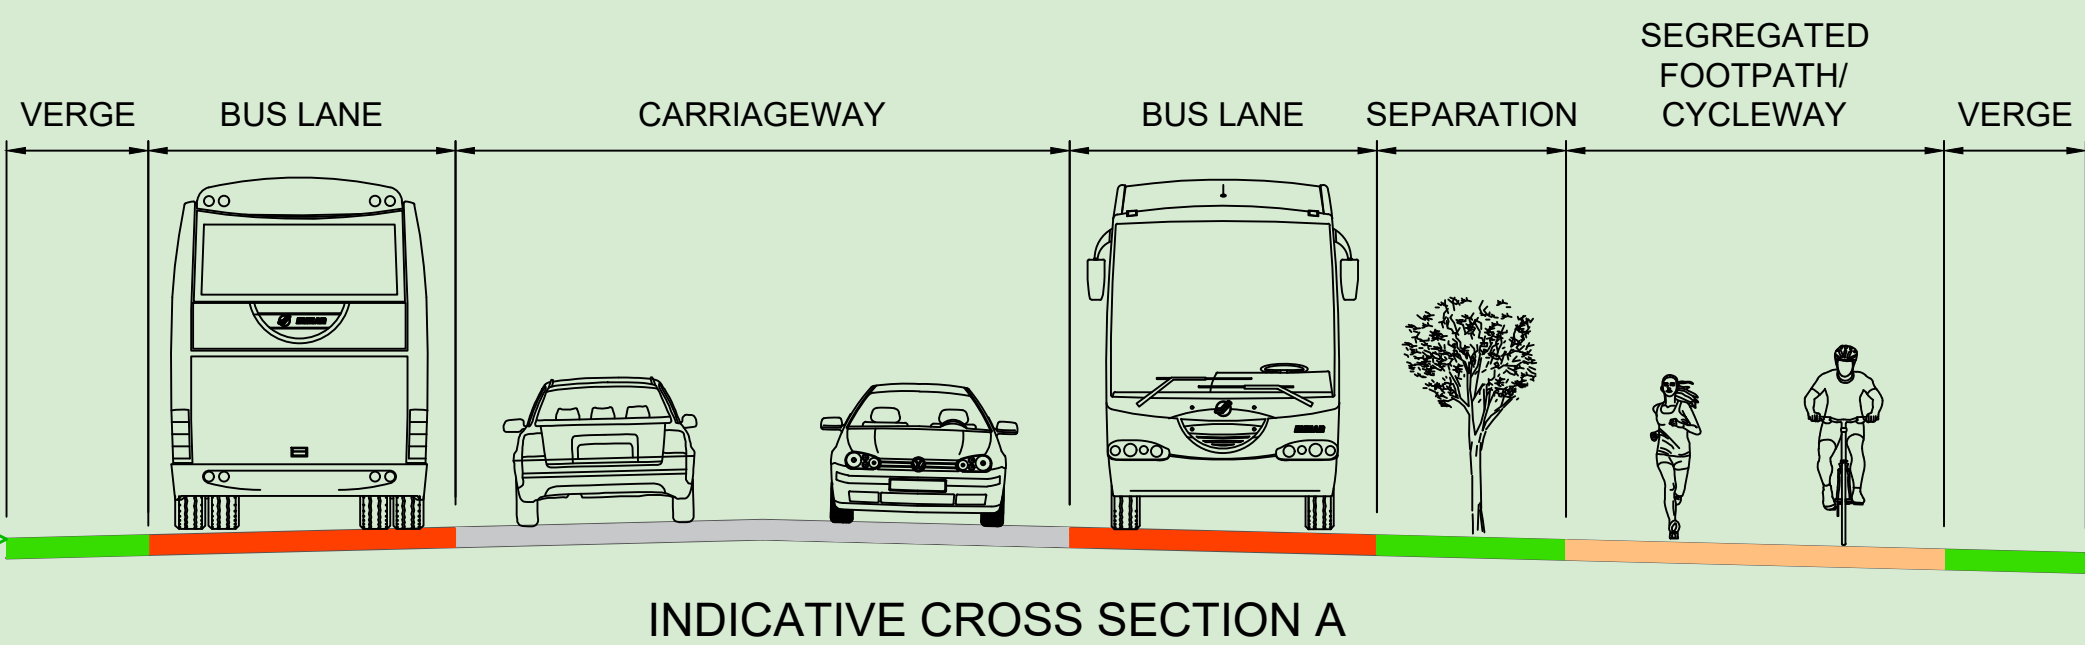 VERGE
BUS LANE
CARRIAGEWAY
BUS LANE
SEPARATION
SEGREGATED
FOOTPATH/
CYCLEWAY
VERGE
INDICATIVE CROSS SECTION A